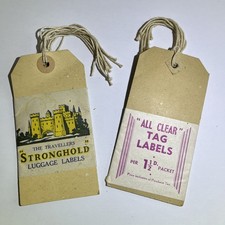 THE TRAVELLERS
"STRONGHOLD"
LUGGAGE LABELS
"ALL CLEAR"
TAG
LABELS
PER 1½D. PACKET